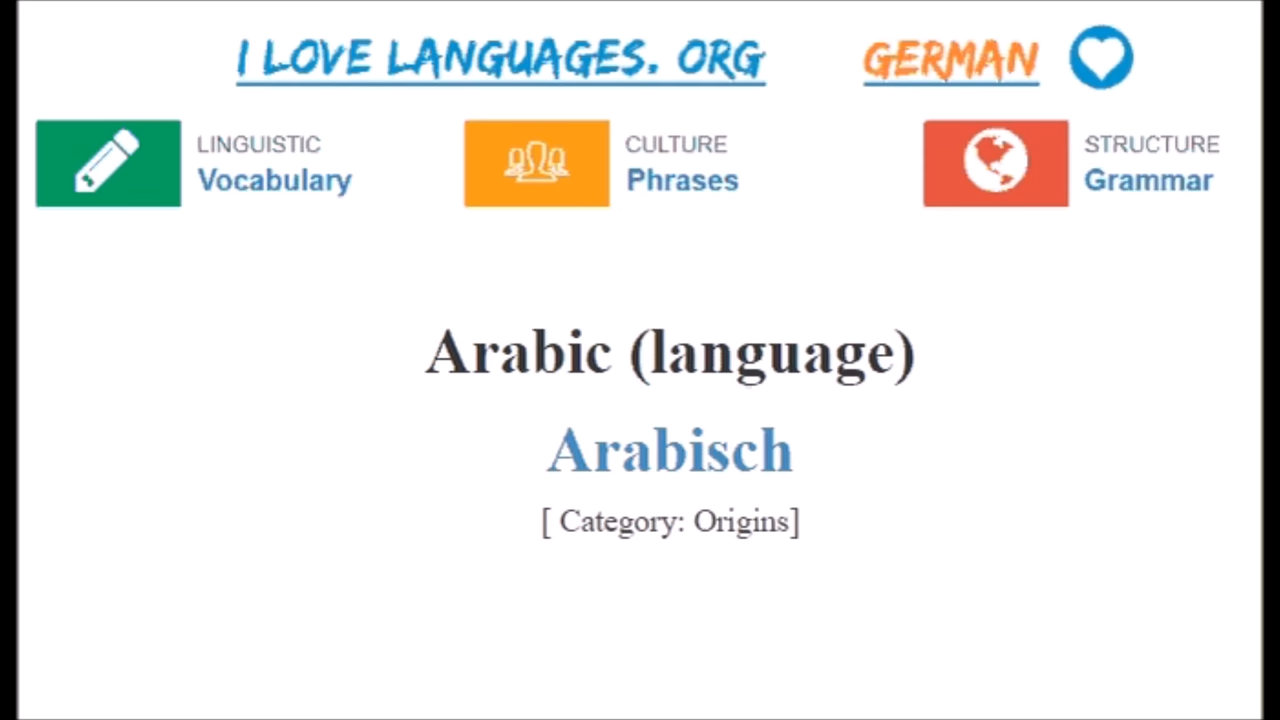 I LOVE LANGUAGES. ORG GERMAN
LINGUISTIC
Vocabulary
CULTURE
Phrases
STRUCTURE
Grammar
Arabic (language)
Arabisch
[ Category: Origins]